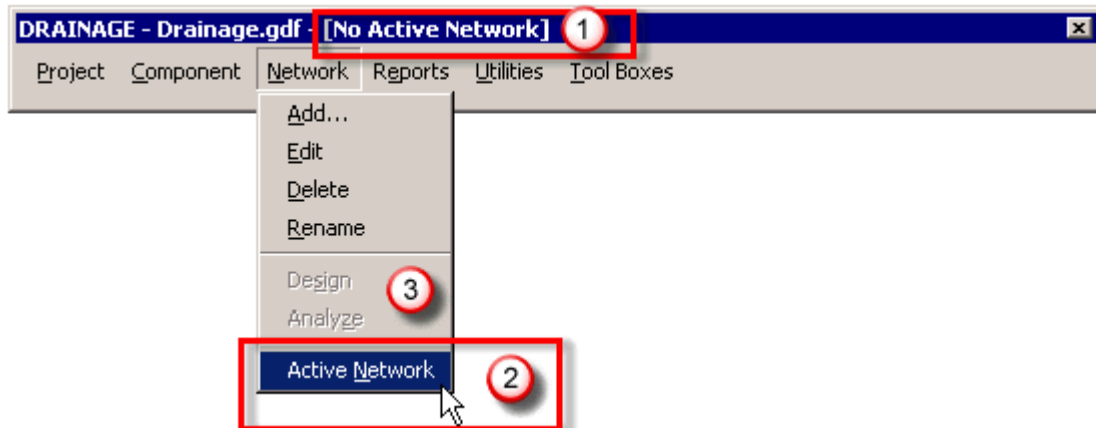 DRAINAGE - Drainage.gdf - [No Active Network] 1
Project Component Network Reports Utilities Tool Boxes
Add...
Edit
Delete
Rename
Design
3
Analyze
Active Network 2